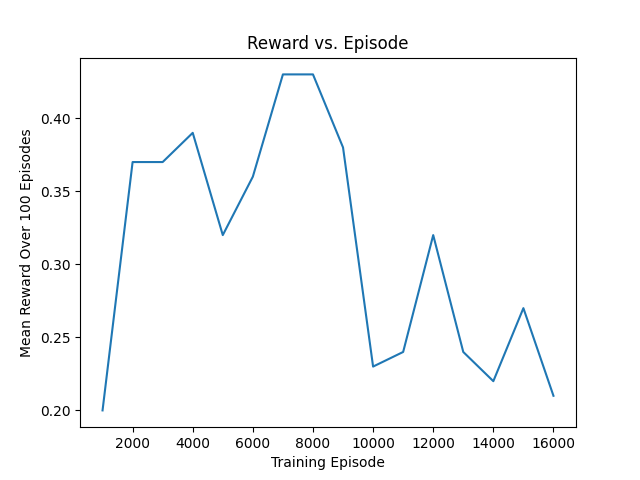 Reward vs. Episode
Mean Reward Over 100 Episodes
0.40
0.35
0.30
0.25
0.20
2000 4000 6000 8000 10000 12000 14000 16000
Training Episode